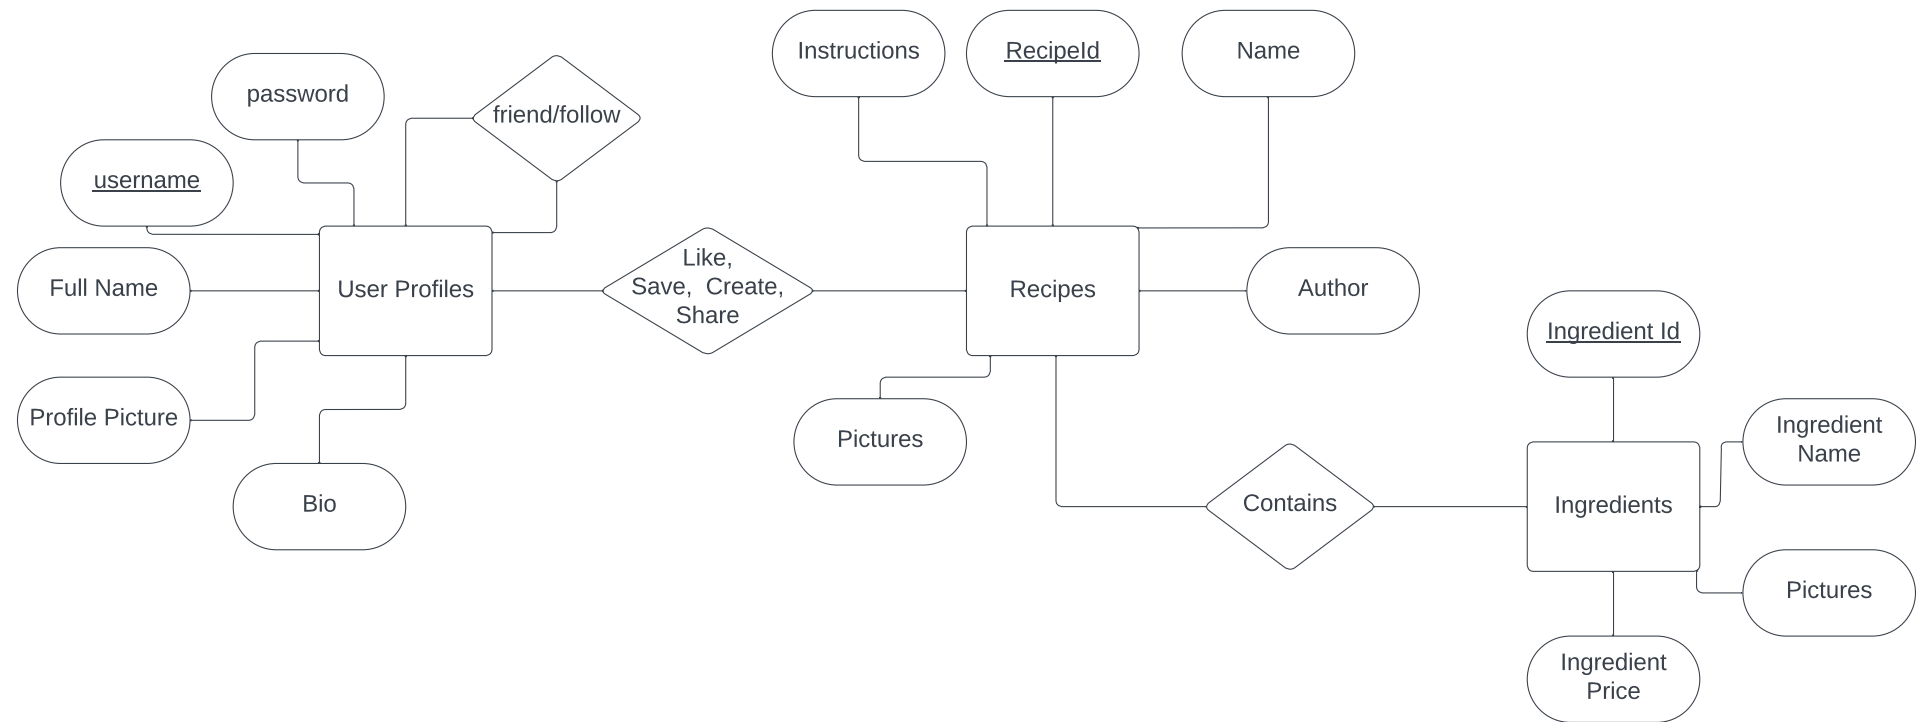 Instructions
RecipeId
Name
password
friend/follow
username
Full Name
User Profiles
Like,
Save,  Create,
Share
Recipes
Author
Ingredient Id
Profile Picture
Pictures
Ingredient
Name
Bio
Contains
Ingredients
Pictures
Ingredient
Price